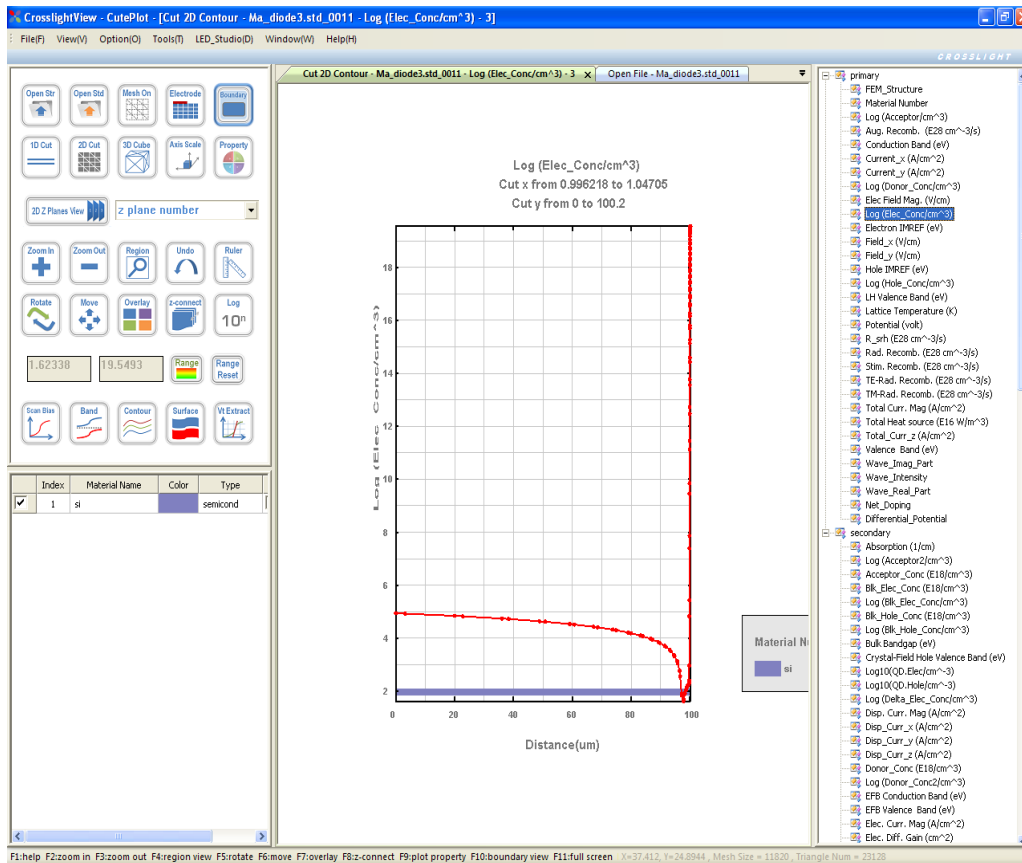 CrosslightView - CutePlot - [Cut 2D Contour - Ma_diode3.std_0011 - Log (Elec_Conc/cm^3) - 3]
File(F) View(V) Option(O) Tools(T) LED_Studio(D) Window(W) Help(H)
CROSSLIGHT
Cut 2D Contour - Ma_diode3.std_0011 - Log (Elec_Conc/cm^3) - 3 x Open File - Ma_diode3.std_0011
Open Str Open Std Mesh On Electrode Boundary
1D Cut 2D Cut 3D Cube Axis Scale Property
2D Z Planes View z plane number
Zoom In Zoom Out Region Undo Ruler
Rotate Move Overlay z-connect Log
10ⁿ
1.62338 19.5493 Range Range Reset
Scan Bias Band Contour Surface Vt Extract
Index Material Name Color Type
1 si semicond
Log (Elec_Conc/cm^3)
Cut x from 0.996218 to 1.04705
Cut y from 0 to 100.2
Log (Elec Conc/cm^3)
18
16
14
12
10
8
6
4
2
0 20 40 60 80 100
Distance(um)
Material
si
primary
FEM_Structure
Material Number
Log (Acceptor/cm^3)
Aug. Recomb. (E28 cm^-3/s)
Conduction Band (eV)
Current_x (A/cm^2)
Current_y (A/cm^2)
Log (Donor_Conc/cm^3)
Elec Field Mag. (V/cm)
Log (Elec_Conc/cm^3)
Electron IMREF (eV)
Field_x (V/cm)
Field_y (V/cm)
Hole IMREF (eV)
Log (Hole_Conc/cm^3)
LH Valence Band (eV)
Lattice Temperature (K)
Potential (volt)
R_srh (E28 cm^-3/s)
Rad. Recomb. (E28 cm^-3/s)
Stim. Recomb. (E28 cm^-3/s)
TE-Rad. Recomb. (E28 cm^-3/s)
TM-Rad. Recomb. (E28 cm^-3/s)
Total Curr. Mag (A/cm^2)
Total Heat source (E16 W/m^3)
Total_Curr_z (A/cm^2)
Valence Band (eV)
Wave_Imag_Part
Wave_Intensity
Wave_Real_Part
Net_Doping
Differential_Potential
secondary
Absorption (1/cm)
Log (Acceptor2/cm^3)
Acceptor_Conc (E18/cm^3)
Blk_Elec_Conc (E18/cm^3)
Log (Blk_Elec_Conc/cm^3)
Blk_Hole_Conc (E18/cm^3)
Log (Blk_Hole_Conc/cm^3)
Bulk Bandgap (eV)
Crystal-Field Hole Valence Band (eV)
Log10(QD.Elec/cm^-3)
Log10(QD.Hole/cm^-3)
Log (Delta_Elec_Conc/cm^3)
Disp. Curr. Mag (A/cm^2)
Disp_Curr_x (A/cm^2)
Disp_Curr_y (A/cm^2)
Disp_Curr_z (A/cm^2)
Donor_Conc (E18/cm^3)
Log (Donor_Conc2/cm^3)
EFB Conduction Band (eV)
EFB Valence Band (eV)
Elec. Curr. Mag (A/cm^2)
Elec. Diff. Gain (cm^2)
F1:help F2:zoom in F3:zoom out F4:region view F5:rotate F6:move F7:overlay F8:z-connect F9:plot property F10:boundary view F11:full screen X=37.412, Y=24.8944 , Mesh Size = 11820 , Triangle Num = 23128